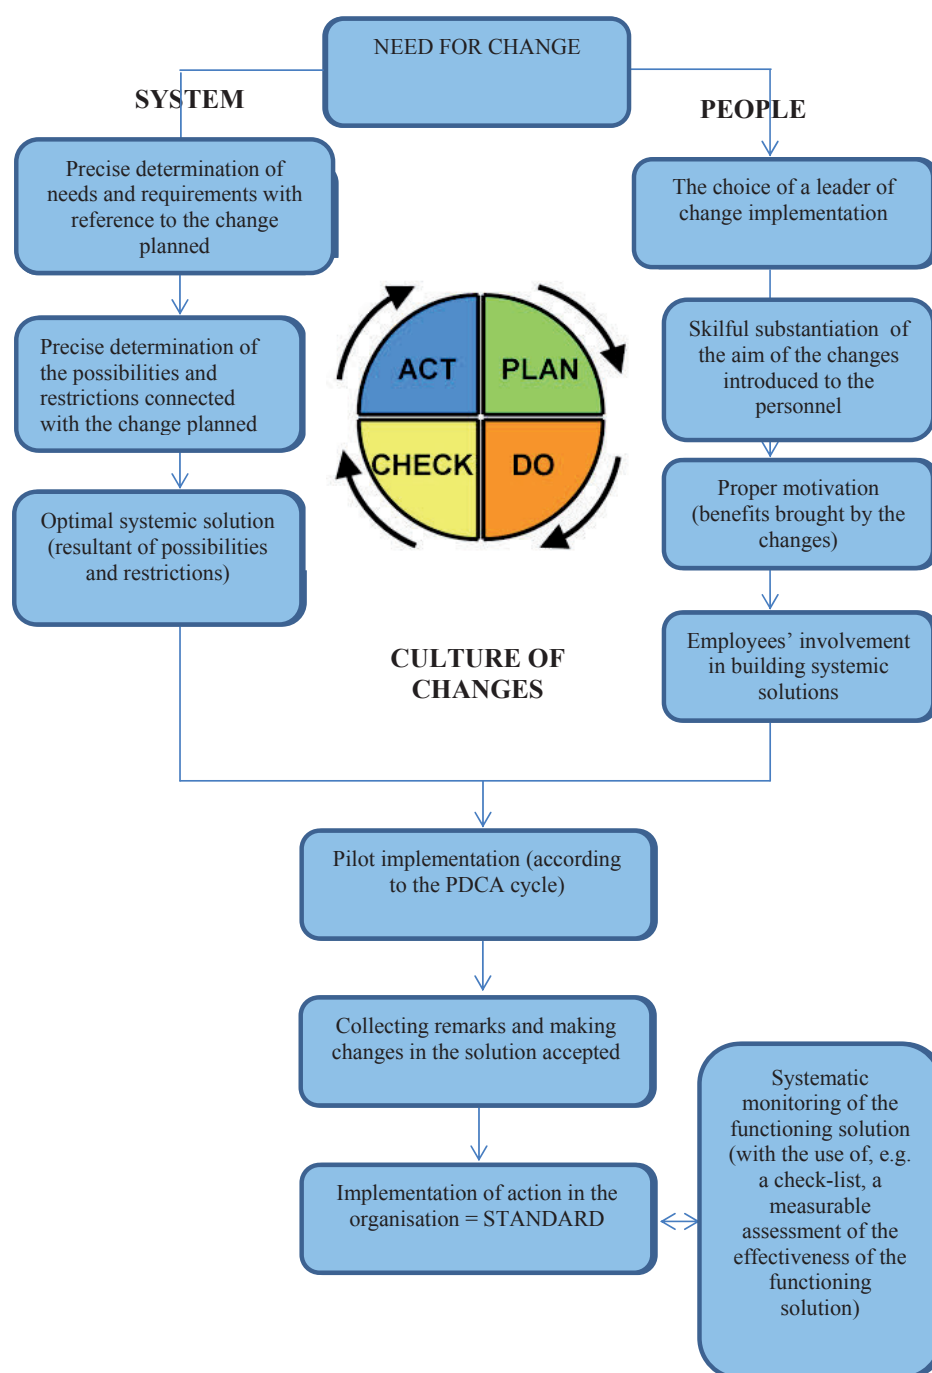 NEED FOR CHANGE
SYSTEM
PEOPLE
Precise determination of
needs and requirements with
reference to the change
planned
The choice of a leader of
change implementation
Precise determination of
the possibilities and
restrictions connected
with the change planned
ACT
PLAN
CHECK
DO
Skilful substantiation of
the aim of the changes
introduced to the
personnel
Optimal systemic solution
(resultant of possibilities
and restrictions)
Proper motivation
(benefits brought by the
changes)
CULTURE OF
CHANGES
Employees’ involvement
in building systemic
solutions
Pilot implementation (according
to the PDCA cycle)
Collecting remarks and making
changes in the solution accepted
Implementation of action in the
organisation = STANDARD
Systematic
monitoring of the
functioning solution
(with the use of, e.g.
a check-list, a
measurable
assessment of the
effectiveness of the
functioning
solution)